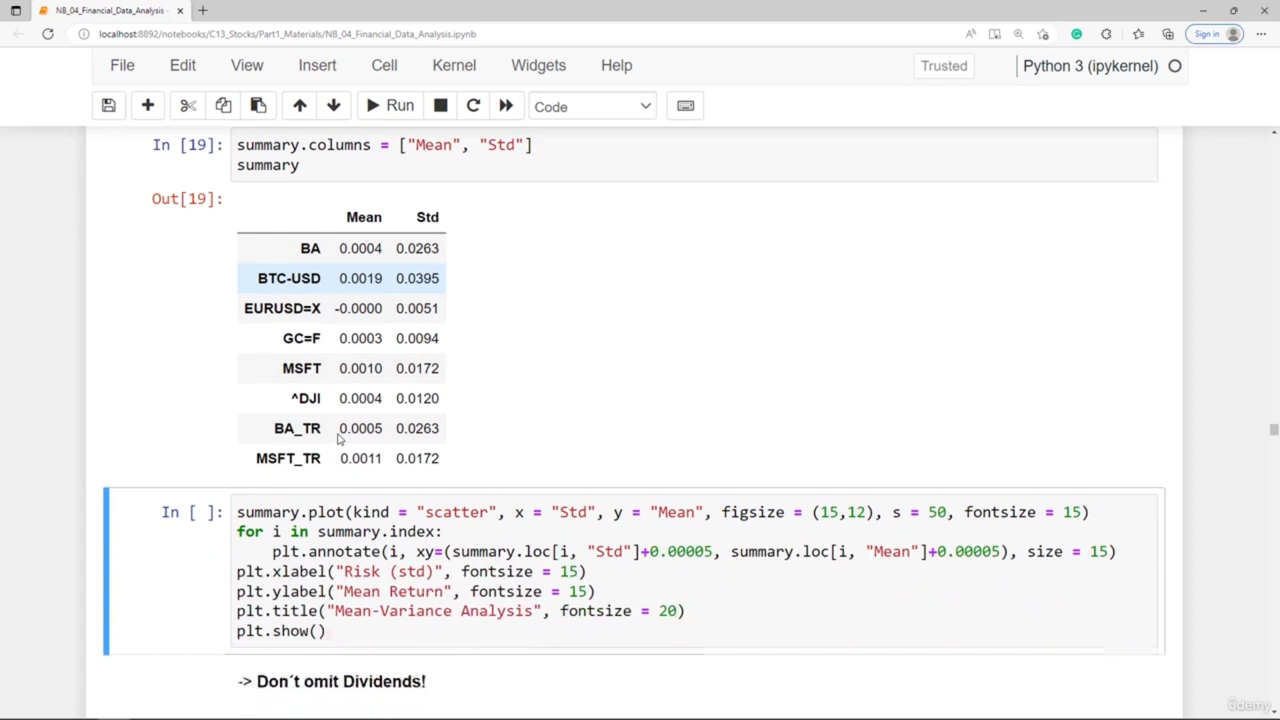 NB_04_Financial_Data_Analysis -
localhost:8892/notebooks/C13_Stocks/Part1_Materials/NB_04_Financial_Data_Analysis.ipynb
Sign in
File Edit View Insert Cell Kernel Widgets Help
Trusted
Python 3 (ipykernel)
Run
Code
In [19]: summary.columns = ["Mean", "Std"]
summary
Out[19]:
Mean Std
BA 0.0004 0.0263
BTC-USD 0.0019 0.0395
EURUSD=X -0.0000 0.0051
GC=F 0.0003 0.0094
MSFT 0.0010 0.0172
^DJI 0.0004 0.0120
BA_TR 0.0005 0.0263
MSFT_TR 0.0011 0.0172
In [ ]: summary.plot(kind = "scatter", x = "Std", y = "Mean", figsize = (15,12), s = 50, fontsize = 15)
for i in summary.index:
plt.annotate(i, xy=(summary.loc[i, "Std"]+0.00005, summary.loc[i, "Mean"]+0.00005), size = 15)
plt.xlabel("Risk (std)", fontsize = 15)
plt.ylabel("Mean Return", fontsize = 15)
plt.title("Mean-Variance Analysis", fontsize = 20)
plt.show()
-> Don´t omit Dividends!
ûdemy